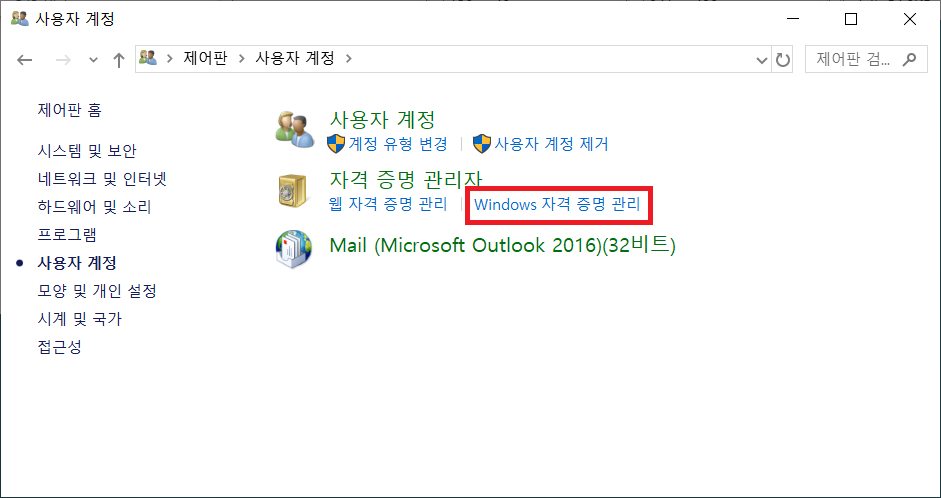 사용자 계정
제어판 > 사용자 계정 >
제어판 검...
제어판 홈
시스템 및 보안
네트워크 및 인터넷
하드웨어 및 소리
프로그램
사용자 계정
모양 및 개인 설정
시계 및 국가
접근성
사용자 계정
계정 유형 변경 | 사용자 계정 제거
자격 증명 관리자
웹 자격 증명 관리 | Windows 자격 증명 관리
Mail (Microsoft Outlook 2016)(32비트)